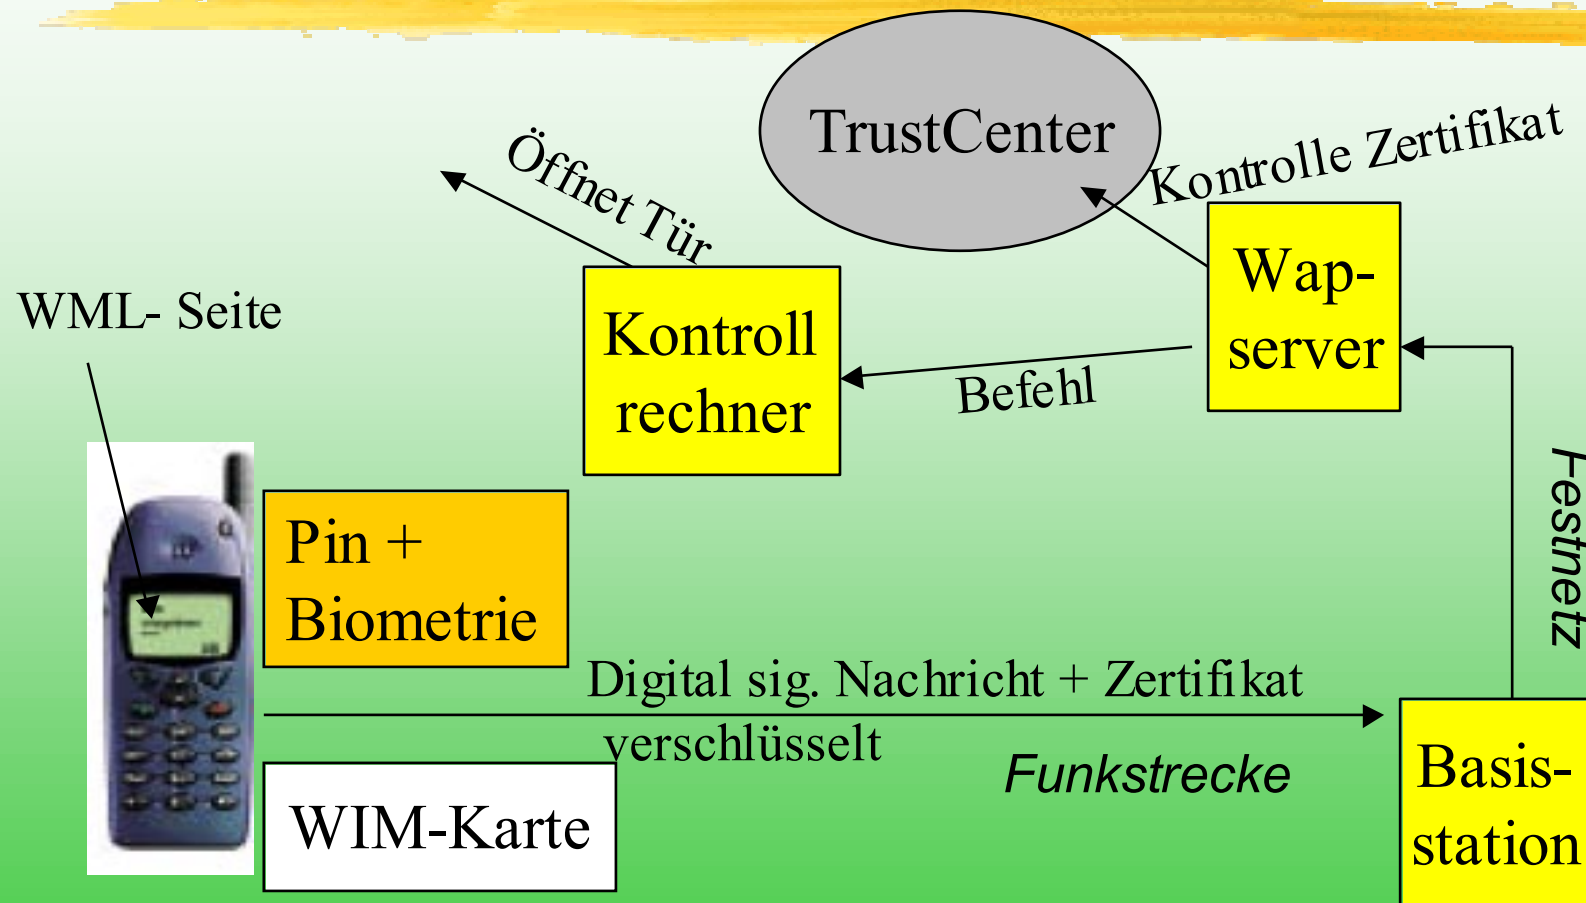 TrustCenter
Kontrolle Zertifikat
Öffnet Tür
Wap-
server
WML- Seite
Kontroll
rechner
Befehl
Festnetz
Pin +
Biometrie
Digital sig. Nachricht + Zertifikat
verschlüsselt
Funkstrecke
Basis-
station
WIM-Karte